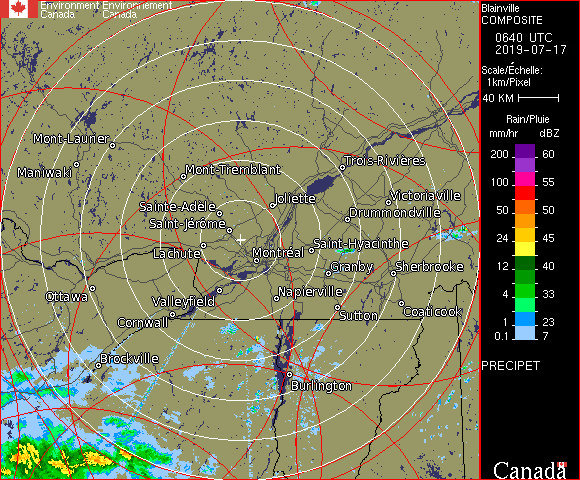 Environment Environnement
Canada Canada
Blainville
COMPOSITE
0640 UTC
2019-07-17
Scale/Échelle:
1km/Pixel
40 KM
Rain/Pluie
mm/hr dBZ
200 60
150 57
100 55
50 50
24 45
12 40
4 33
1 23
0.1 7
PRECIPET
Canada
Mont-Laurier
Maniwaki
Mont-Tremblant
Trois-Rivières
Joliette
Victoriaville
Sainte-Adèle
Drummondville
Saint-Jérôme
Lachute
Montréal
Saint-Hyacinthe
Granby
Sherbrooke
Ottawa
Valleyfield
Napierville
Cornwall
Sutton
Coaticook
Brockville
Burlington